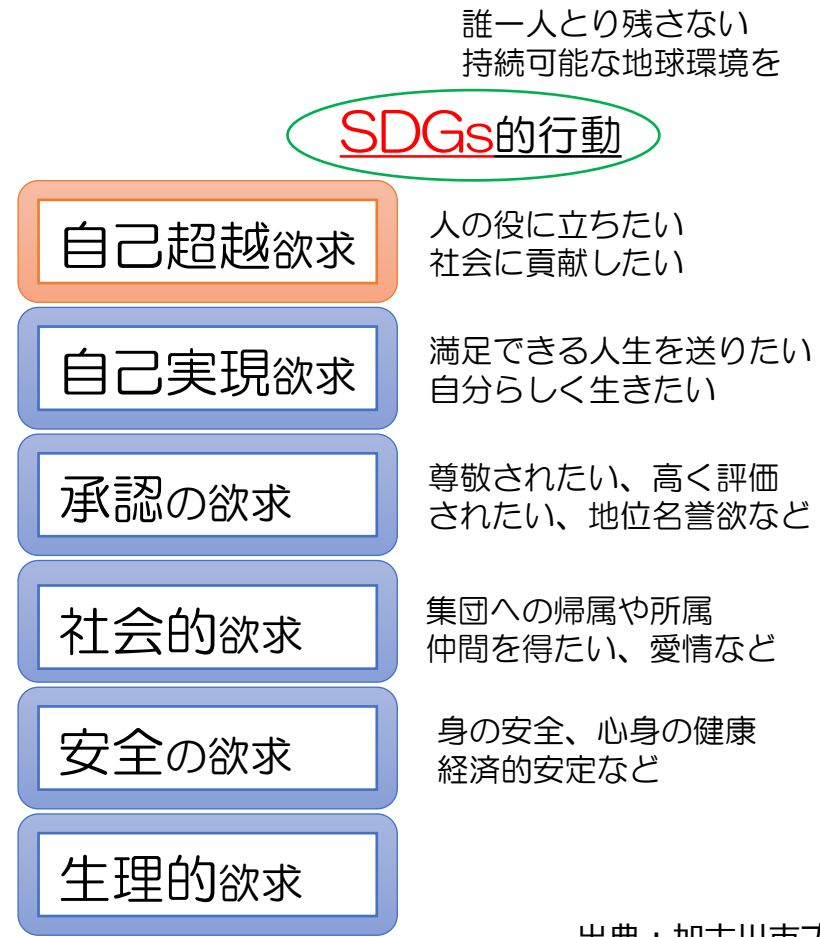 誰一人とり残さない
持続可能な地球環境を
SDGs的行動
自己超越欲求
人の役に立ちたい
社会に貢献したい
自己実現欲求
満足できる人生を送りたい
自分らしく生きたい
承認の欲求
尊敬されたい、高く評価
されたい、地位名誉欲など
社会的欲求
集団への帰属や所属
仲間を得たい、愛情など
安全の欲求
身の安全、心身の健康
経済的安定など
生理的欲求
出典：加古川市